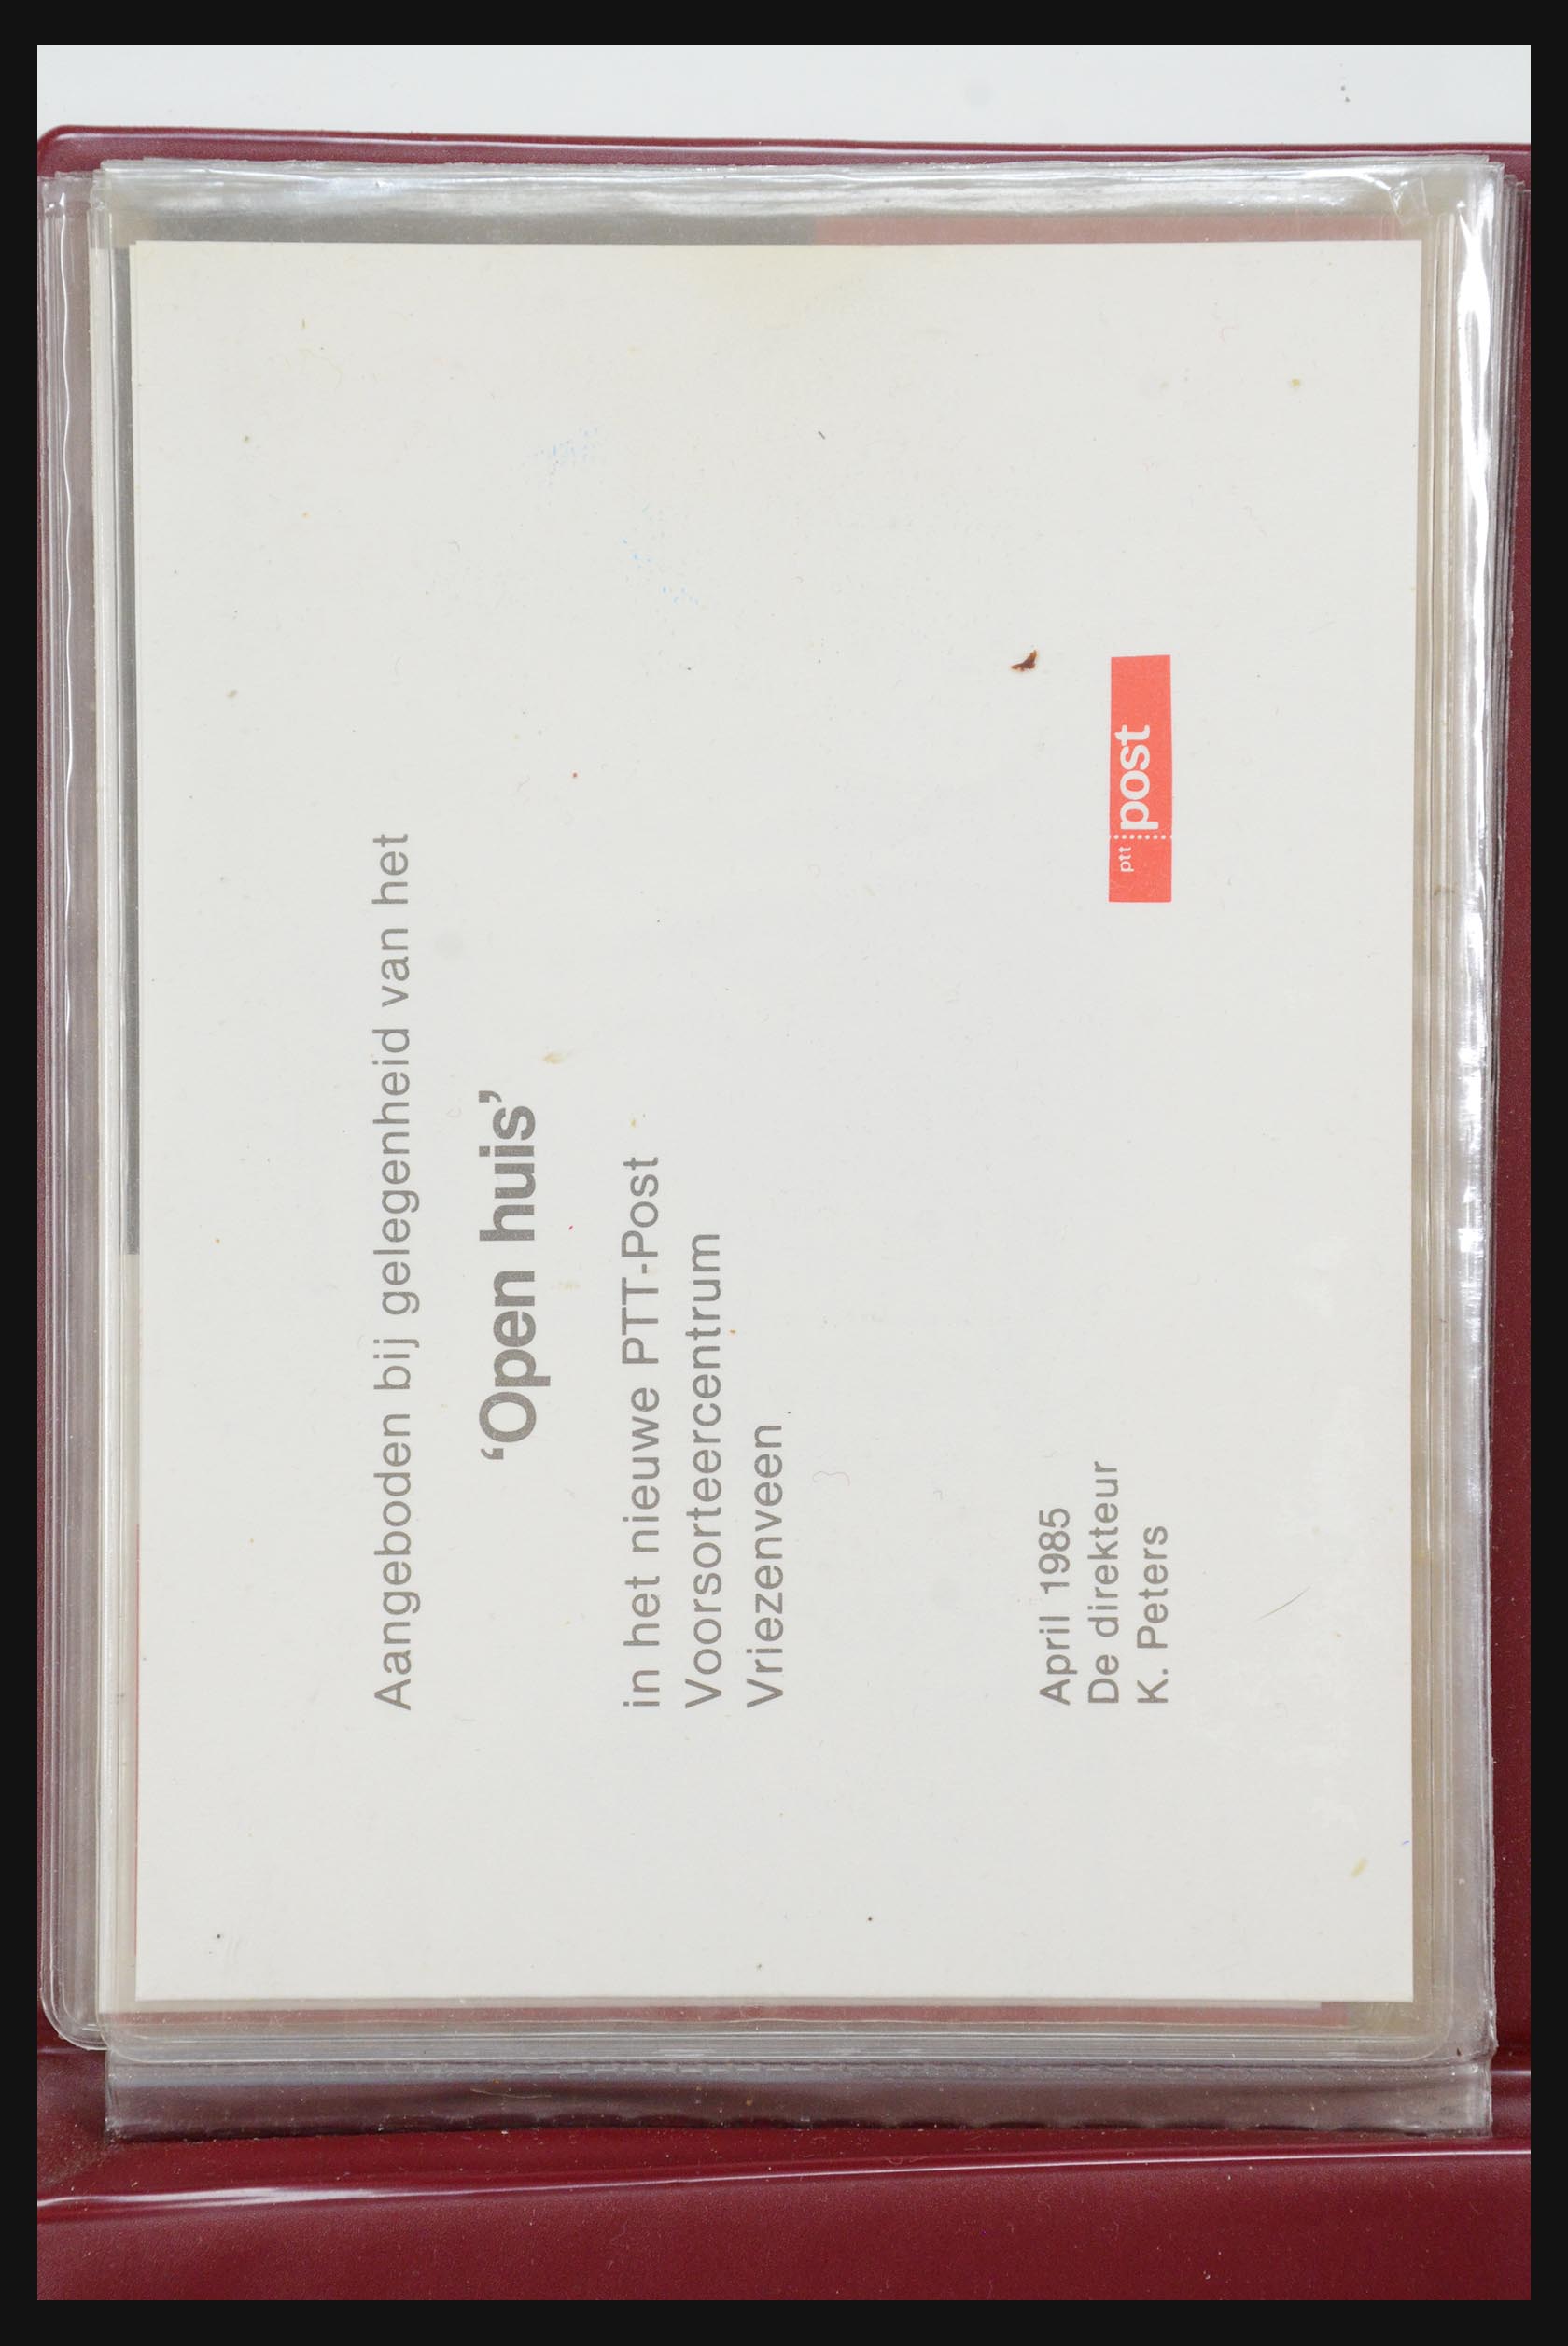 Aangeboden bij gelegenheid van het
‘Open huis’
in het nieuwe PTT-Post
Voorsorteercentrum
Vriezenveen
April 1985
De direkteur
K. Peters
ptt post